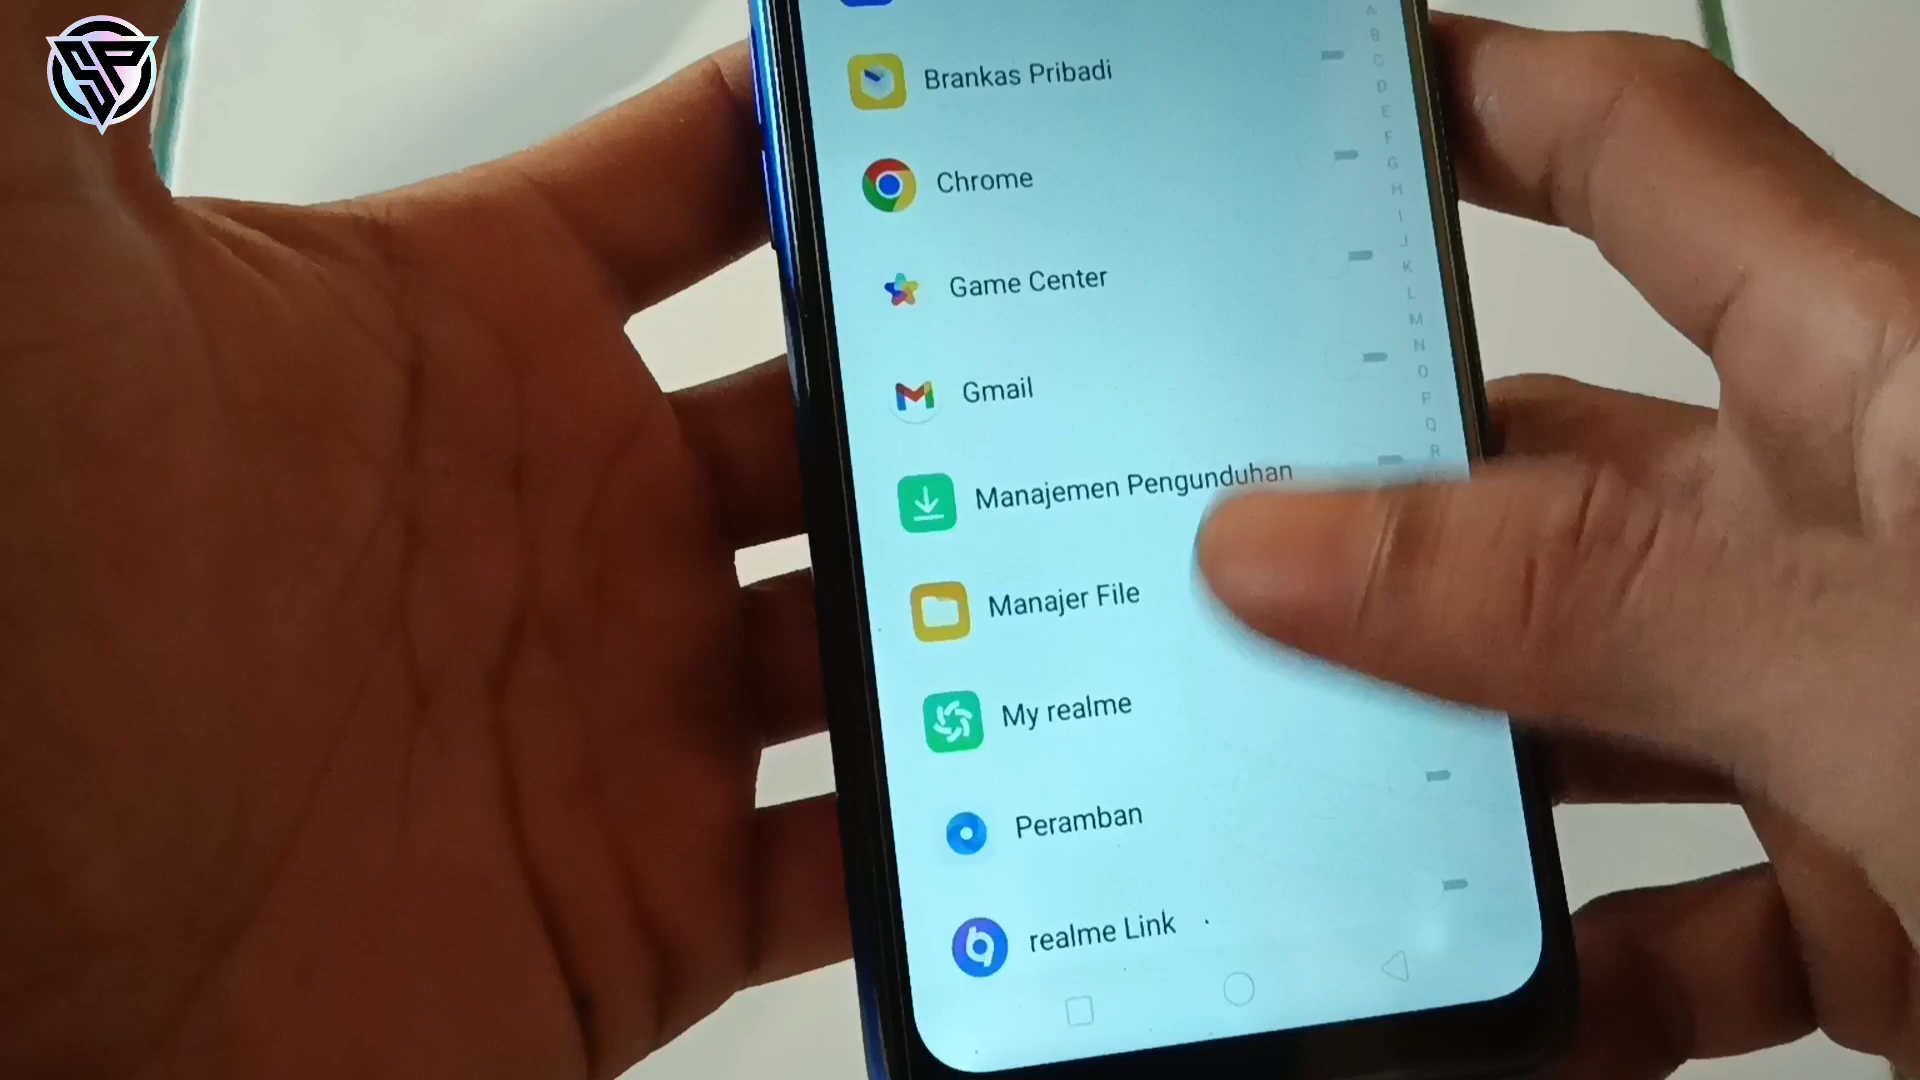 Brankas Pribadi
Chrome
Game Center
Gmail
Manajemen Pengunduhan
Manajer File
My realme
Peramban
realme Link
A
B
C
D
E
F
G
H
I
J
K
L
M
N
O
P
Q
R